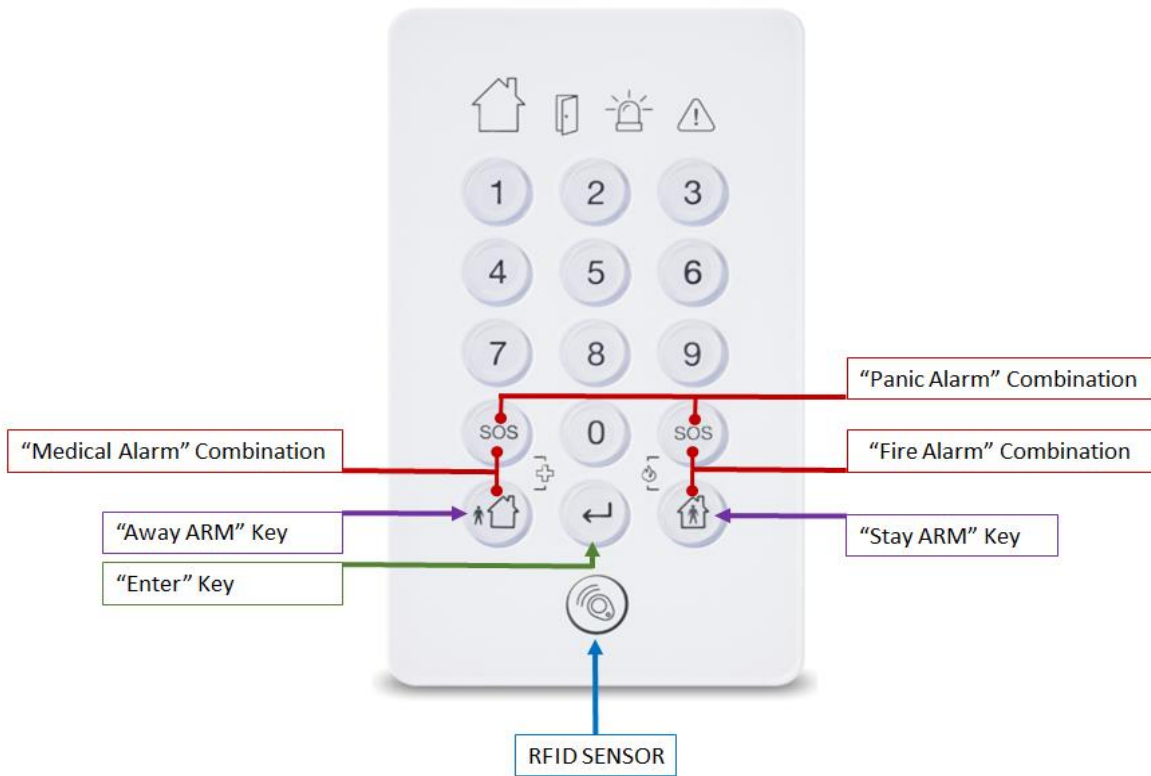 1 2 3
4 5 6
7 8 9
“Panic Alarm” Combination
SOS 0 SOS
“Medical Alarm” Combination
“Fire Alarm” Combination
“Away ARM” Key
“Stay ARM” Key
“Enter” Key
RFID SENSOR